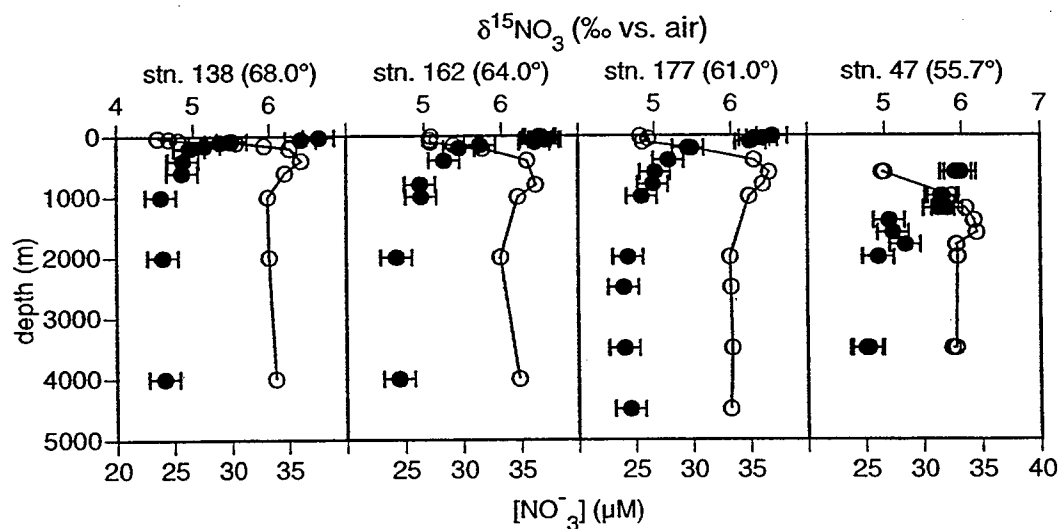 δ¹⁵NO₃ (‰ vs. air)
stn. 138 (68.0°) stn. 162 (64.0°) stn. 177 (61.0°) stn. 47 (55.7°)
4 5 6 5 6 5 6 5 6 7
0
1000
2000
3000
4000
5000
depth (m)
20 25 30 35 25 30 35 25 30 35 25 30 35 40
[NO⁻₃] (µM)